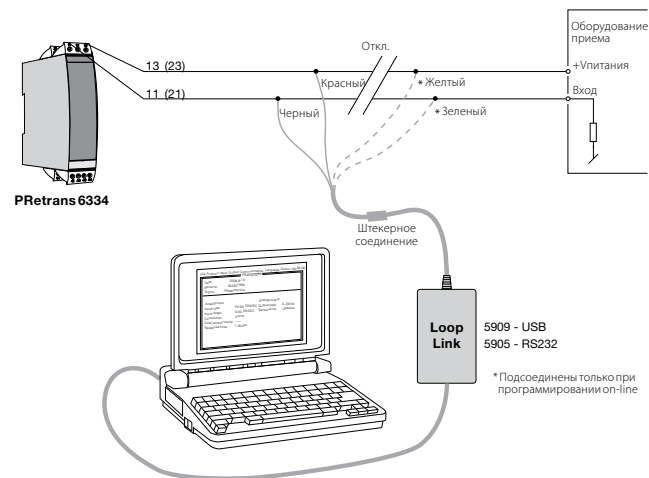 Оборудование
приема
Откл.
13 (23)
+Vпитания
Красный
* Желтый
Вход
11 (21)
Черный
* Зеленый
PRetrans 6334
Штекерное
соединение
Loop
Link
5909 - USB
5905 - RS232
* Подсоединены только при
программировании on-line